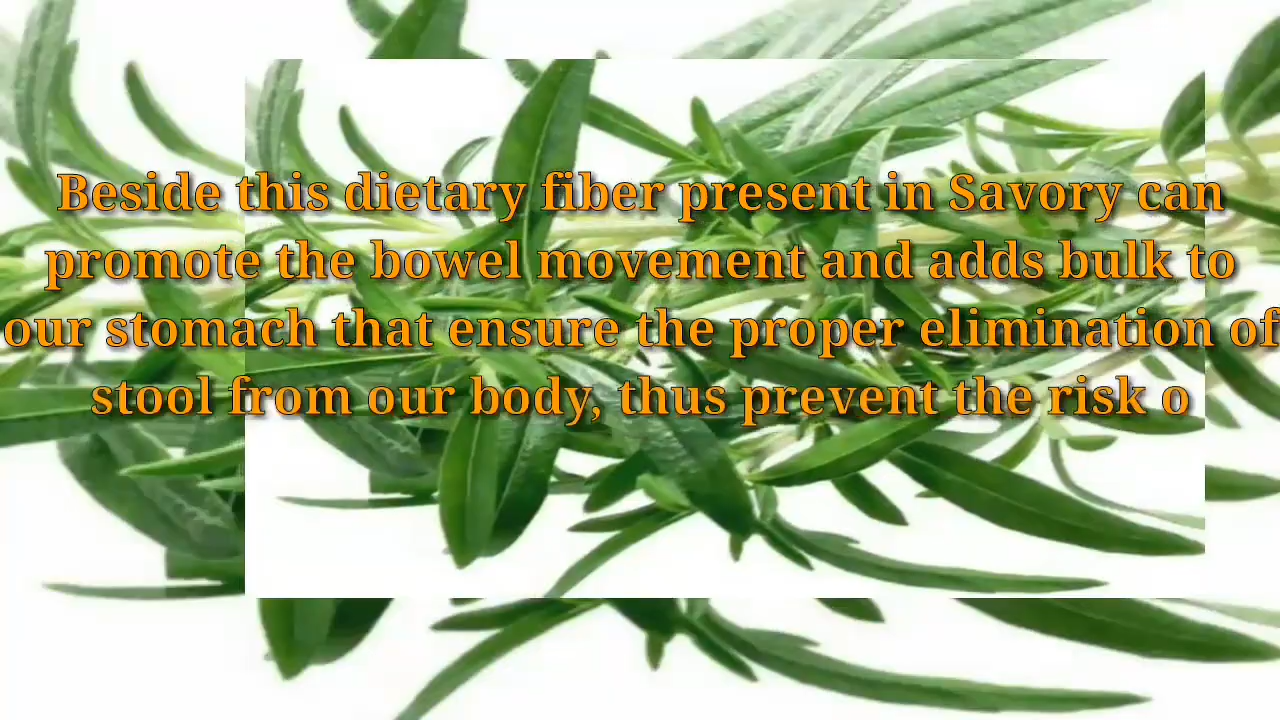 Beside this dietary fiber present in Savory can
promote the bowel movement and adds bulk to
our stomach that ensure the proper elimination of
stool from our body, thus prevent the risk o